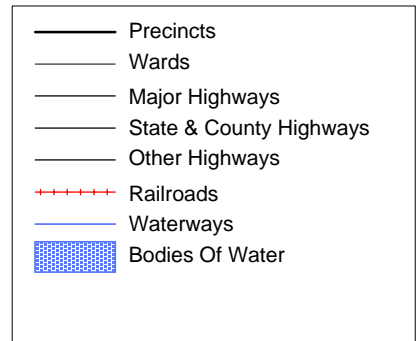 Precincts
Wards
Major Highways
State & County Highways
Other Highways
Railroads
Waterways
Bodies Of Water